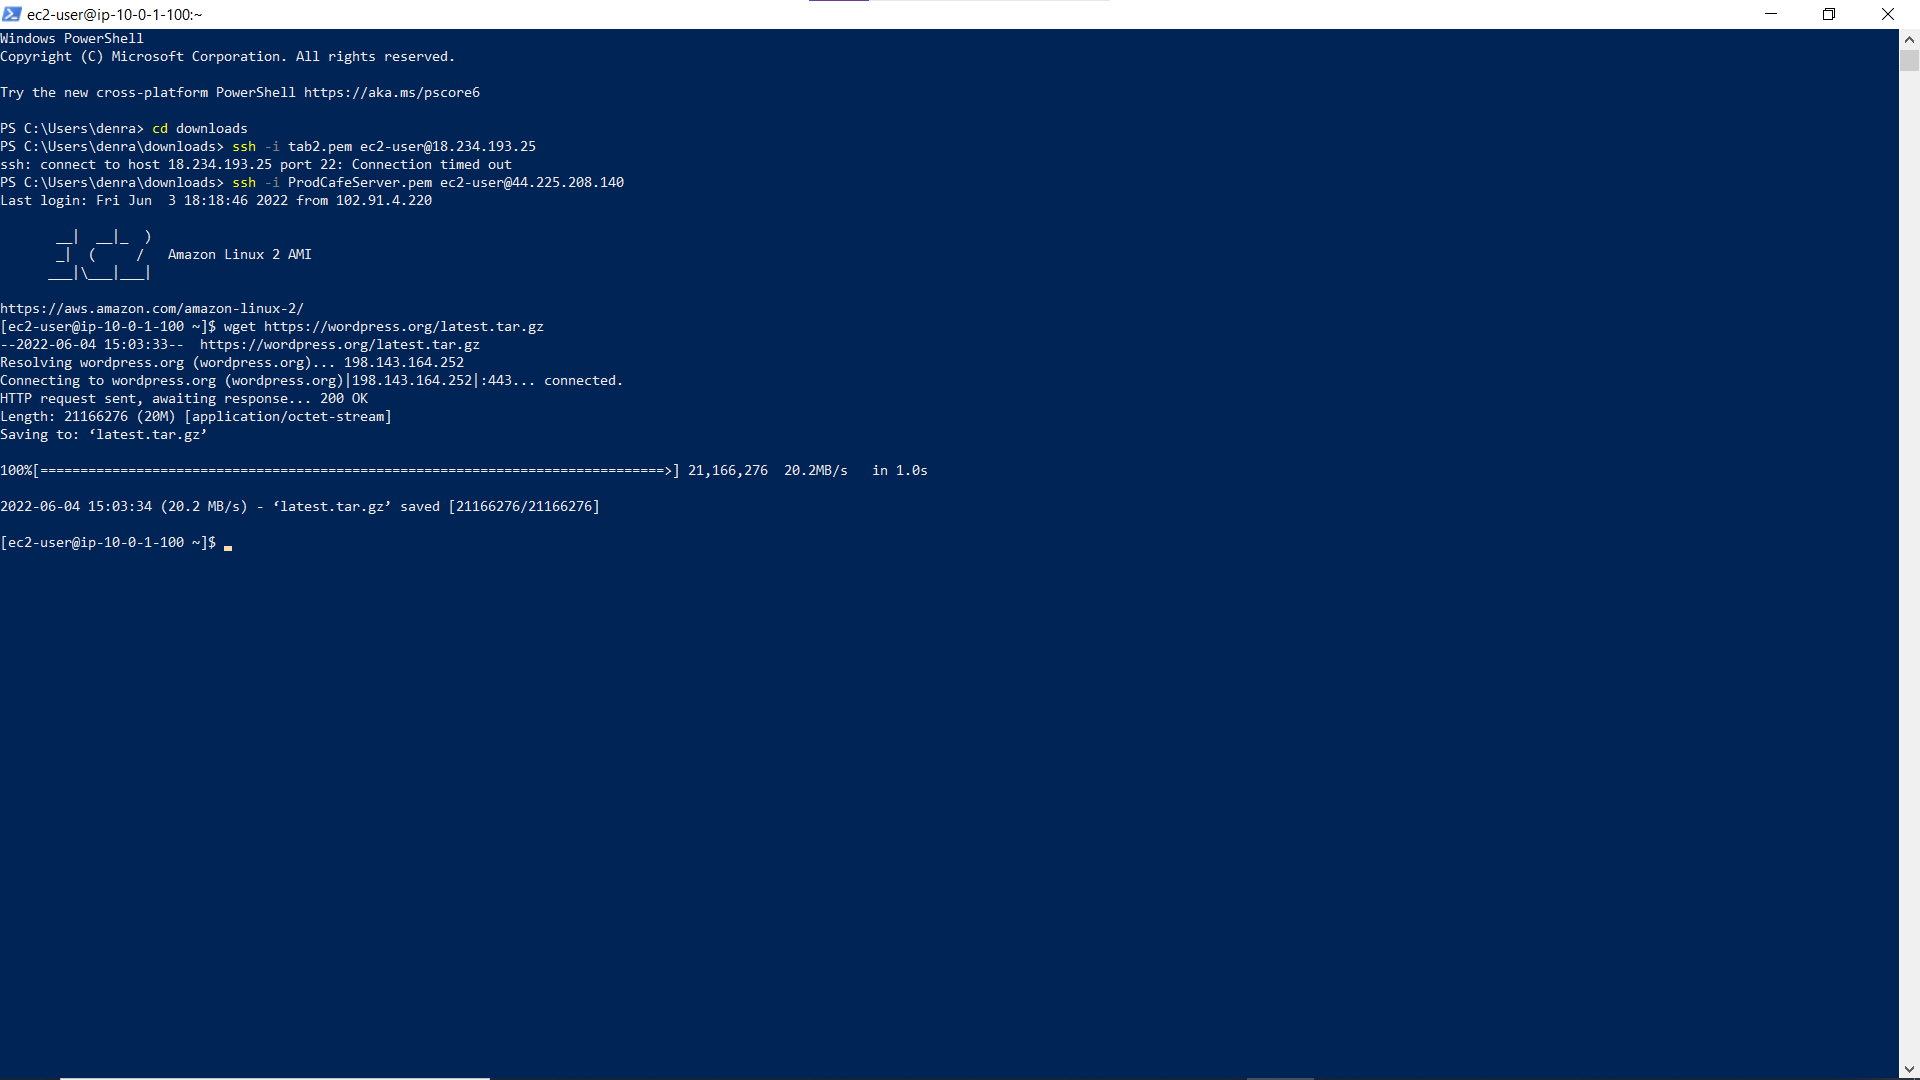 ec2-user@ip-10-0-1-100:~
Windows PowerShell
Copyright (C) Microsoft Corporation. All rights reserved.
Try the new cross-platform PowerShell https://aka.ms/pscore6
PS C:\Users\denra> cd downloads
PS C:\Users\denra\downloads> ssh -i tab2.pem ec2-user@18.234.193.25
ssh: connect to host 18.234.193.25 port 22: Connection timed out
PS C:\Users\denra\downloads> ssh -i ProdCafeServer.pem ec2-user@44.225.208.140
Last login: Fri Jun  3 18:18:46 2022 from 102.91.4.220
       __|  __|_  )
       _|  (     /   Amazon Linux 2 AMI
      ___|\___|___|
https://aws.amazon.com/amazon-linux-2/
[ec2-user@ip-10-0-1-100 ~]$ wget https://wordpress.org/latest.tar.gz
--2022-06-04 15:03:33--  https://wordpress.org/latest.tar.gz
Resolving wordpress.org (wordpress.org)... 198.143.164.252
Connecting to wordpress.org (wordpress.org)|198.143.164.252|:443... connected.
HTTP request sent, awaiting response... 200 OK
Length: 21166276 (20M) [application/octet-stream]
Saving to: ‘latest.tar.gz’
100%[==============================================================================>] 21,166,276  20.2MB/s   in 1.0s
2022-06-04 15:03:34 (20.2 MB/s) - ‘latest.tar.gz’ saved [21166276/21166276]
[ec2-user@ip-10-0-1-100 ~]$